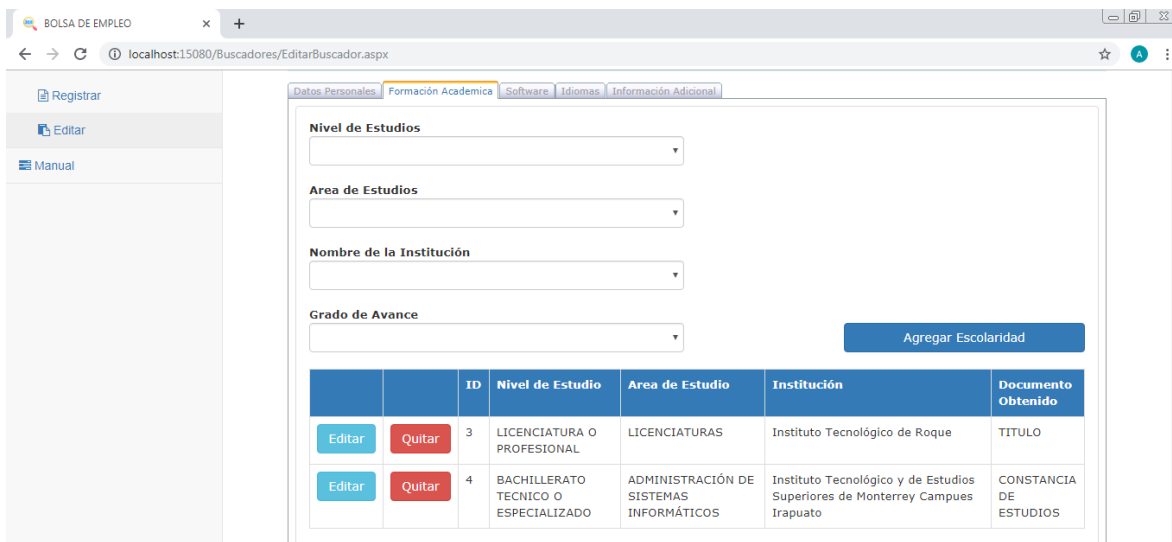 BOLSA DE EMPLEO
localhost:15080/Buscadores/EditarBuscador.aspx
A
Registrar
Editar
Manual
Datos Personales Formación Academica Software Idiomas Información Adicional
Nivel de Estudios
Area de Estudios
Nombre de la Institución
Grado de Avance
Agregar Escolaridad
ID Nivel de Estudio Area de Estudio Institución Documento
Obtenido
Editar Quitar 3 LICENCIATURA O LICENCIATURAS Instituto Tecnológico de Roque TITULO
PROFESIONAL
Editar Quitar 4 BACHILLERATO ADMINISTRACIÓN DE Instituto Tecnológico y de Estudios CONSTANCIA
TECNICO O SISTEMAS Superiores de Monterrey Campues DE
ESPECIALIZADO INFORMÁTICOS Irapuato ESTUDIOS